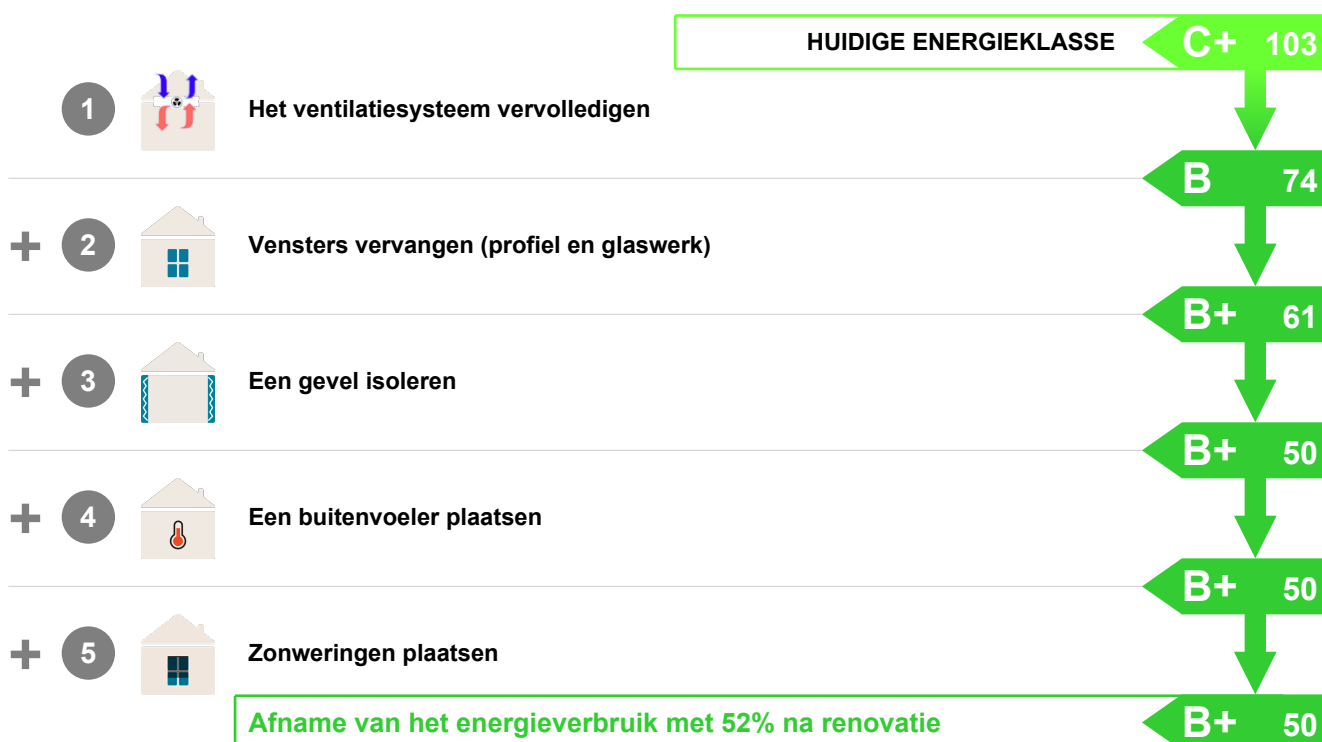 HUIDIGE ENERGIEKLASSE C+ 103
1 Het ventilatiesysteem vervolledigen
B 74
+ 2 Vensters vervangen (profiel en glaswerk)
B+ 61
+ 3 Een gevel isoleren
B+ 50
+ 4 Een buitenvoeler plaatsen
B+ 50
+ 5 Zonweringen plaatsen
Afname van het energieverbruik met 52% na renovatie B+ 50